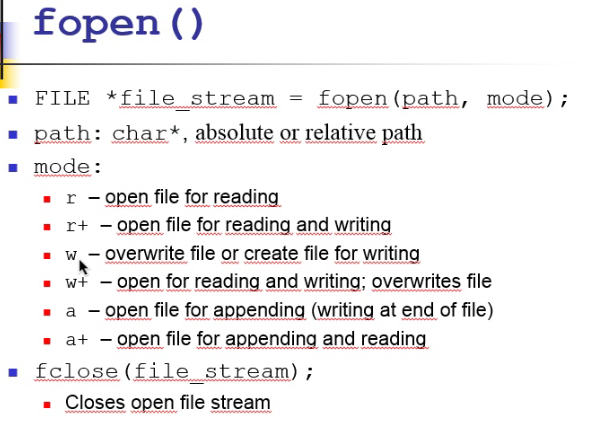 fopen()
FILE *file_stream = fopen(path, mode);
path: char*, absolute or relative path
mode:
r – open file for reading
r+ – open file for reading and writing
w – overwrite file or create file for writing
w+ – open for reading and writing; overwrites file
a – open file for appending (writing at end of file)
a+ – open file for appending and reading
fclose(file_stream);
Closes open file stream